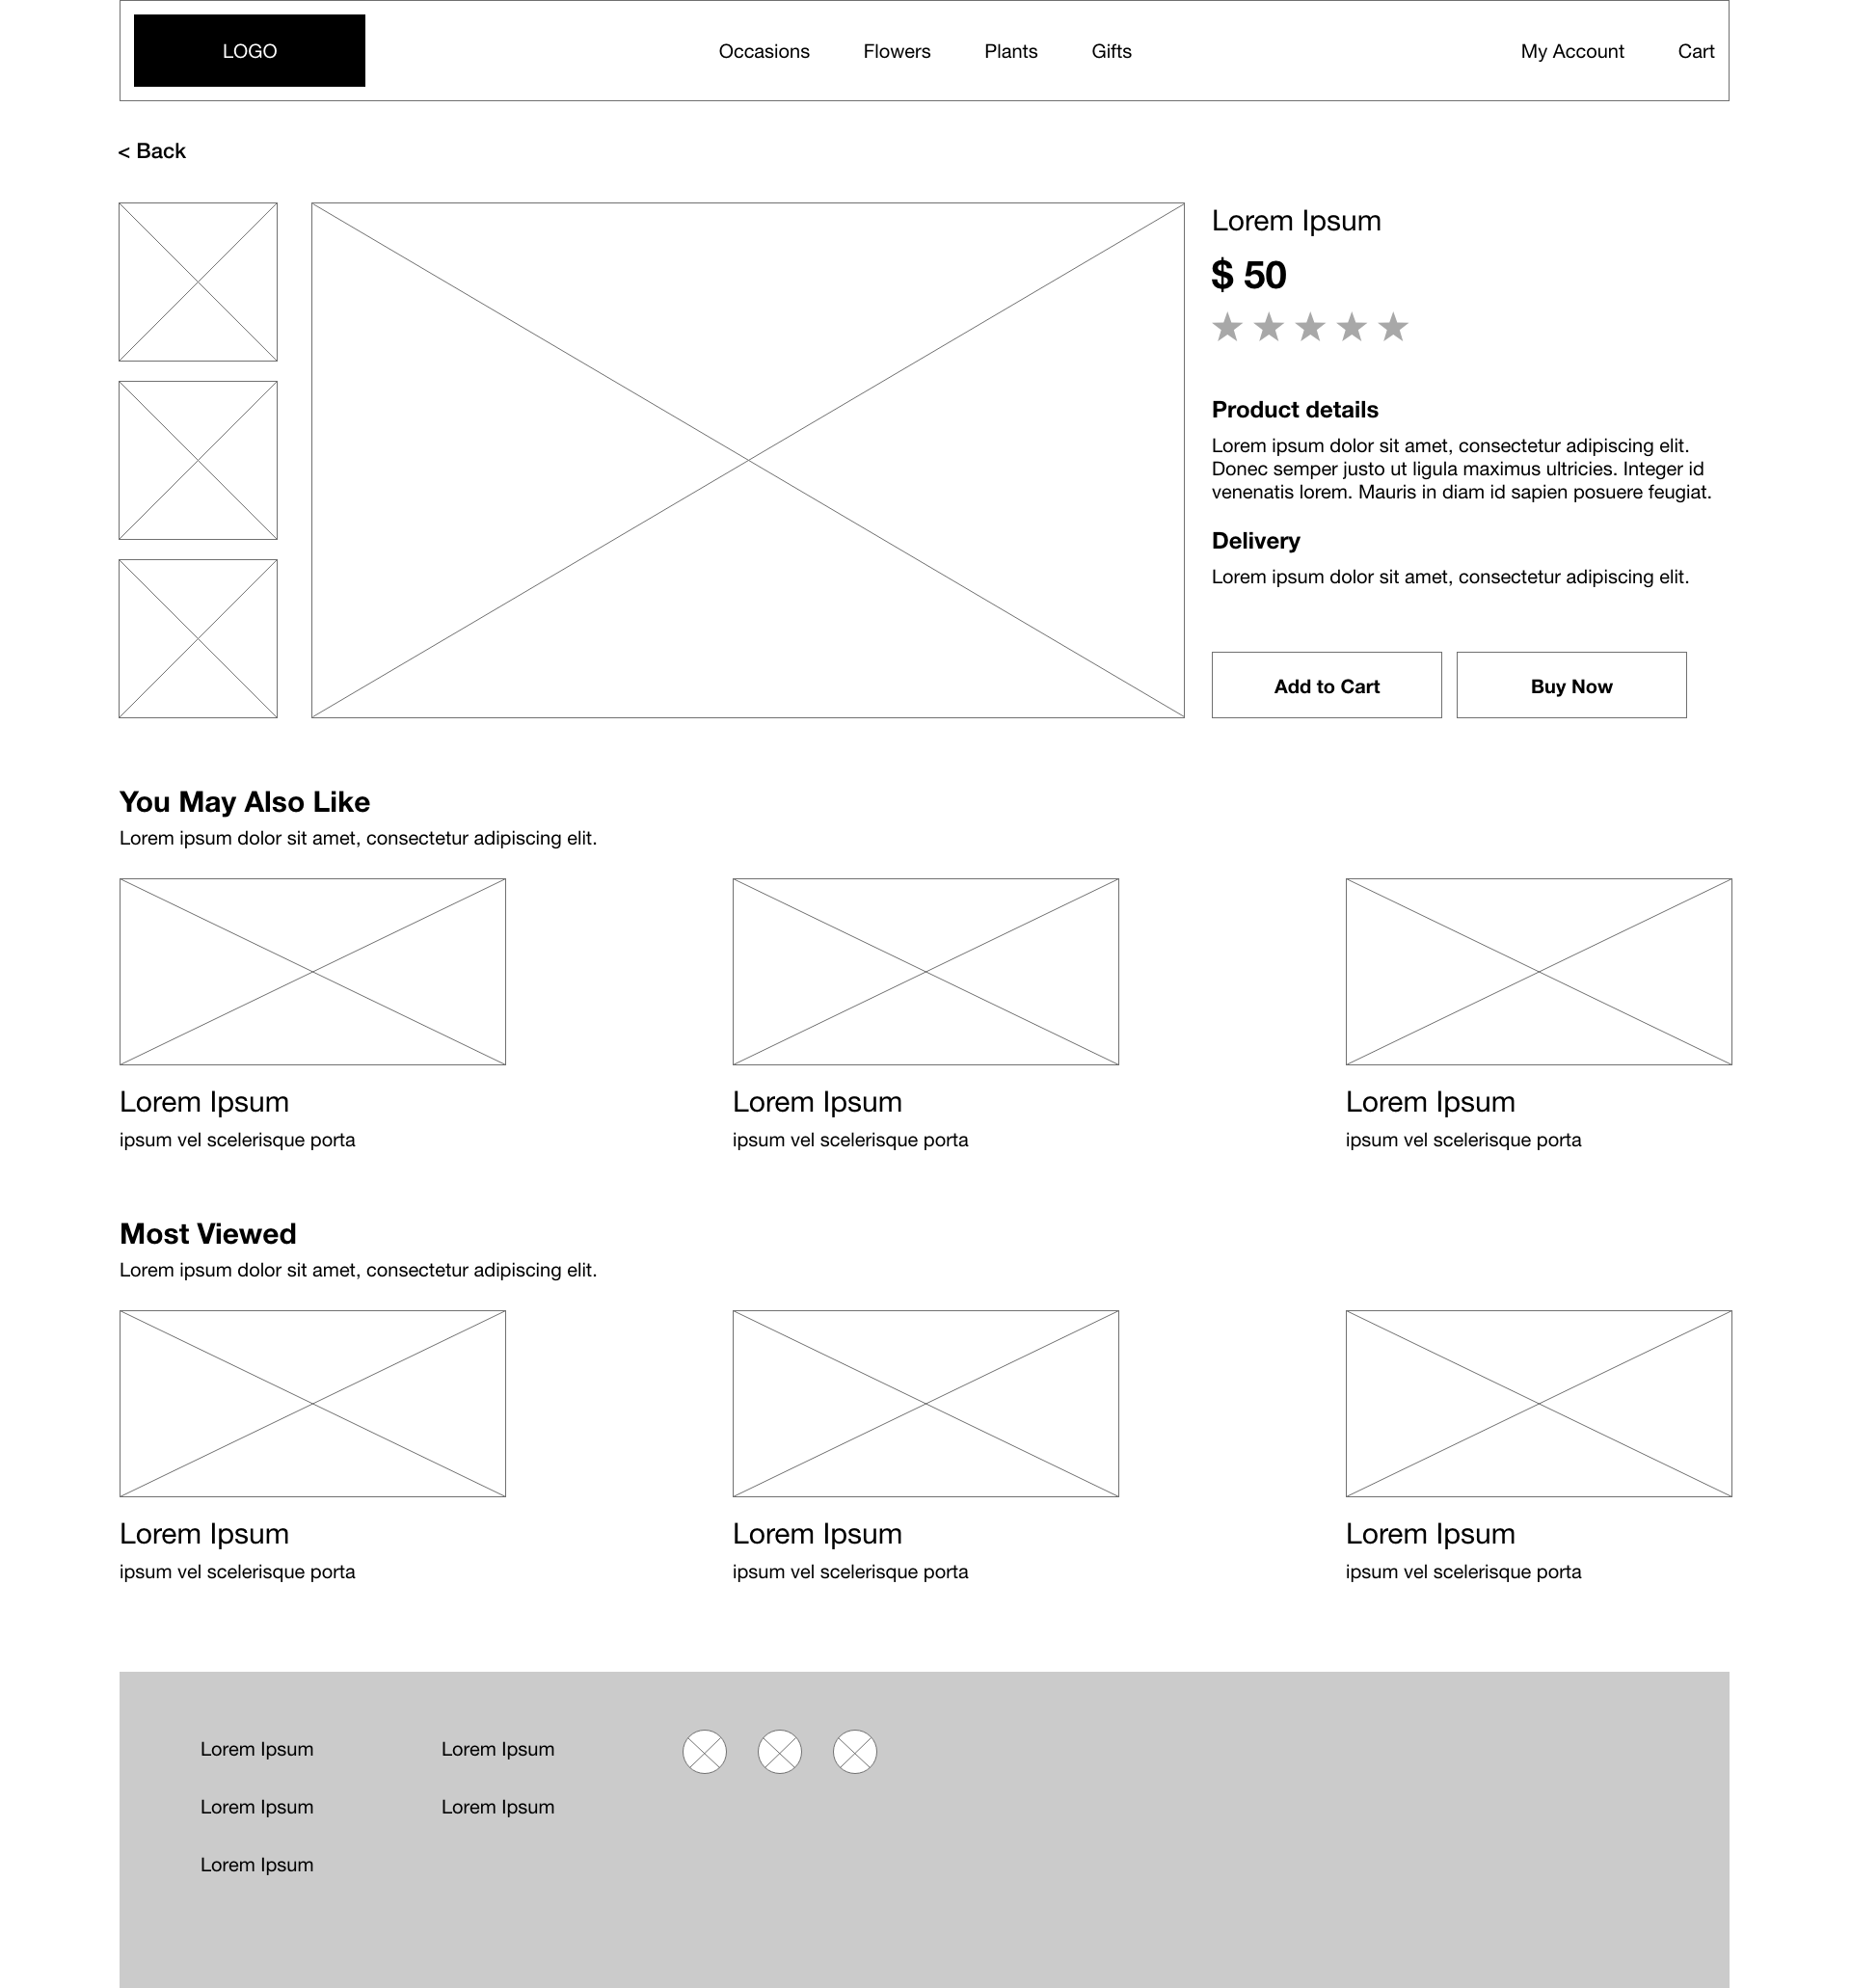 LOGO
Occasions Flowers Plants Gifts
My Account Cart
< Back
Lorem Ipsum
$ 50
Product details
Lorem ipsum dolor sit amet, consectetur adipiscing elit.
Donec semper justo ut ligula maximus ultricies. Integer id
venenatis lorem. Mauris in diam id sapien posuere feugiat.
Delivery
Lorem ipsum dolor sit amet, consectetur adipiscing elit.
Add to Cart
Buy Now
You May Also Like
Lorem ipsum dolor sit amet, consectetur adipiscing elit.
Lorem Ipsum
ipsum vel scelerisque porta
Lorem Ipsum
ipsum vel scelerisque porta
Lorem Ipsum
ipsum vel scelerisque porta
Most Viewed
Lorem ipsum dolor sit amet, consectetur adipiscing elit.
Lorem Ipsum
ipsum vel scelerisque porta
Lorem Ipsum
ipsum vel scelerisque porta
Lorem Ipsum
ipsum vel scelerisque porta
Lorem Ipsum
Lorem Ipsum
Lorem Ipsum
Lorem Ipsum
Lorem Ipsum